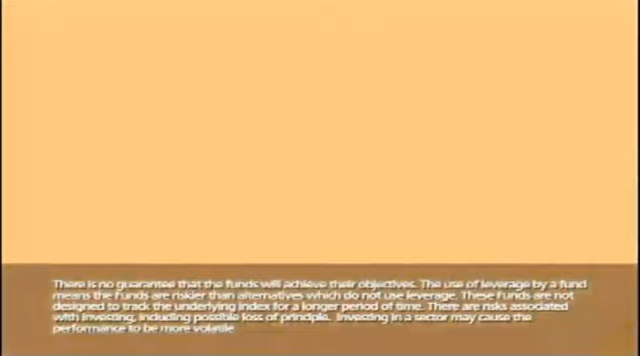 There is no guarantee that the funds will achieve their objectives. The use of leverage by a fund
means the funds are riskier than alternatives which do not use leverage. These funds are not
designed to track the underlying index for a longer period of time. There are risks associated
with investing, including possible loss of principle. Investing in a sector may cause the
performance to be more volatile